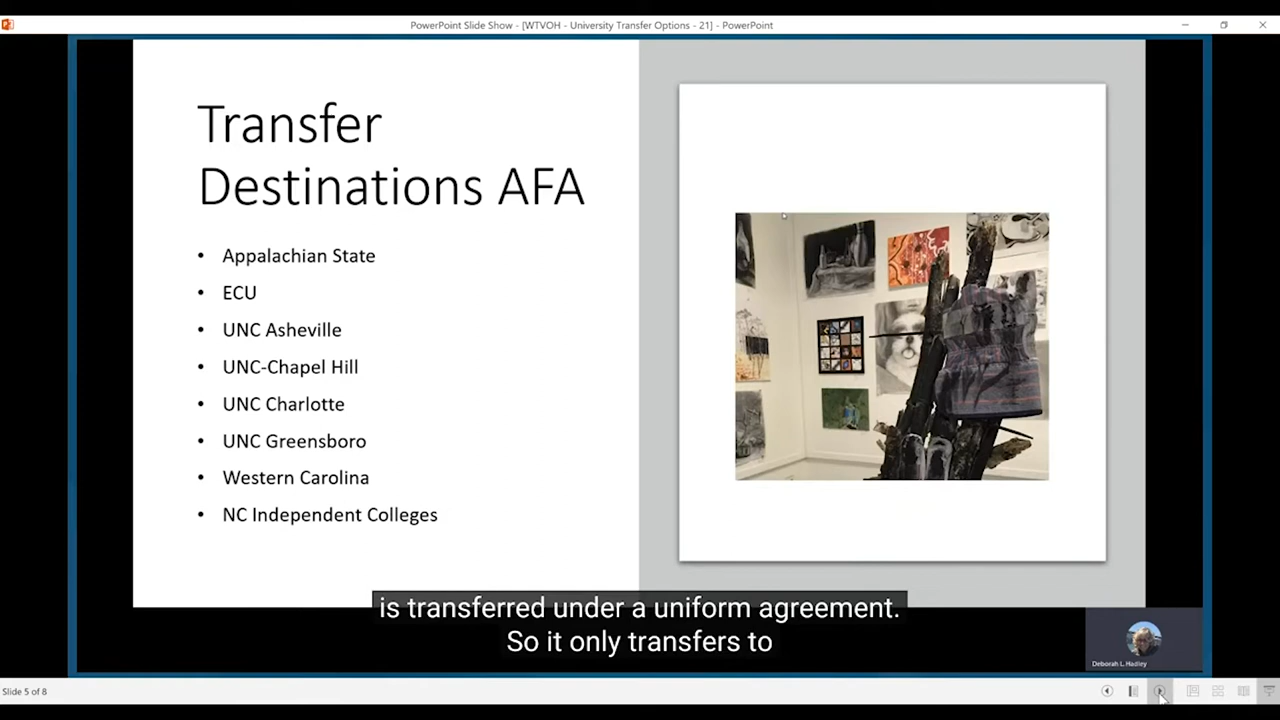 PowerPoint Slide Show - [WTVOH - University Transfer Options - 21] - PowerPoint
Transfer
Destinations AFA
• Appalachian State
• ECU
• UNC Asheville
• UNC-Chapel Hill
• UNC Charlotte
• UNC Greensboro
• Western Carolina
• NC Independent Colleges
is transferred under a uniform agreement.
So it only transfers to
Deborah L. Hadley
Slide 5 of 8